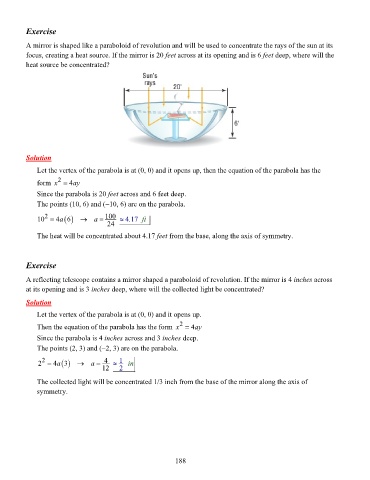 Exercise
A mirror is shaped like a paraboloid of revolution and will be used to concentrate the rays of the sun at its
focus, creating a heat source. If the mirror is 20 feet across at its opening and is 6 feet deep, where will the
heat source be concentrated?
Sun's
rays
20'
6'
Solution
Let the vertex of the parabola is at (0, 0) and it opens up, then the equation of the parabola has the
form x² = 4ay
Since the parabola is 20 feet across and 6 feet deep.
The points (10, 6) and (−10, 6) are on the parabola.
10² = 4a(6) → a = 100/24 ≈ 4.17 ft
The heat will be concentrated about 4.17 feet from the base, along the axis of symmetry.
Exercise
A reflecting telescope contains a mirror shaped a paraboloid of revolution. If the mirror is 4 inches across
at its opening and is 3 inches deep, where will the collected light be concentrated?
Solution
Let the vertex of the parabola is at (0, 0) and it opens up.
Then the equation of the parabola has the form x² = 4ay
Since the parabola is 4 inches across and 3 inches deep.
The points (2, 3) and (−2, 3) are on the parabola.
2² = 4a(3) → a = 4/12 ≈ 1/2 in
The collected light will be concentrated 1/3 inch from the base of the mirror along the axis of
symmetry.
188